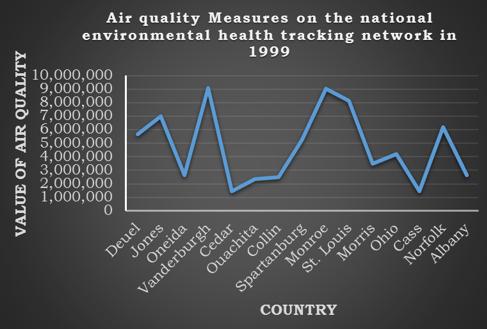 Air quality Measures on the national
environmental health tracking network in
1999
VALUE OF AIR QUALITY
10,000,000
9,000,000
8,000,000
7,000,000
6,000,000
5,000,000
4,000,000
3,000,000
2,000,000
1,000,000
0
Deuel
Jones
Oneida
Vanderburgh
Cedar
Ouachita
Collin
Spartanburg
Monroe
St. Louis
Morris
Ohio
Cass
Norfolk
Albany
COUNTRY